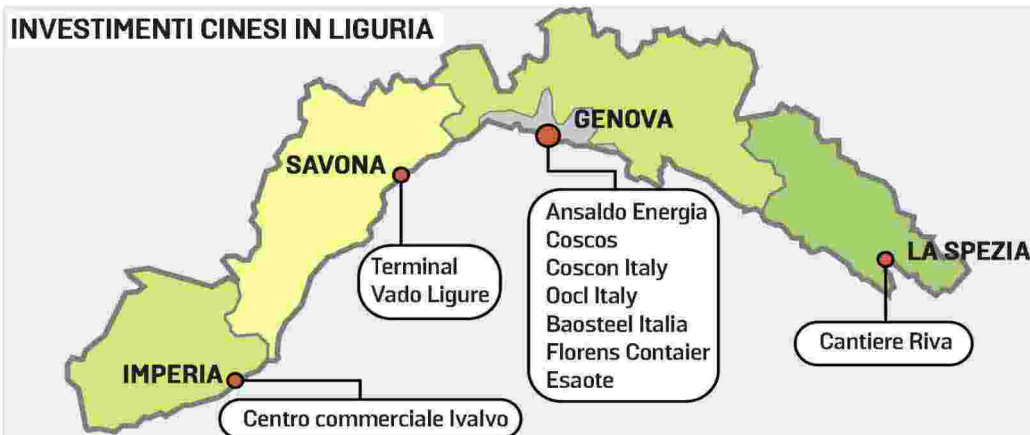 INVESTIMENTI CINESI IN LIGURIA
GENOVA
SAVONA
Ansaldo Energia
Coscos
Coscon Italy
Oocl Italy
Baosteel Italia
Florens Contaier
Esaote
Terminal
Vado Ligure
LA SPEZIA
Cantiere Riva
IMPERIA
Centro commerciale Ivalvo